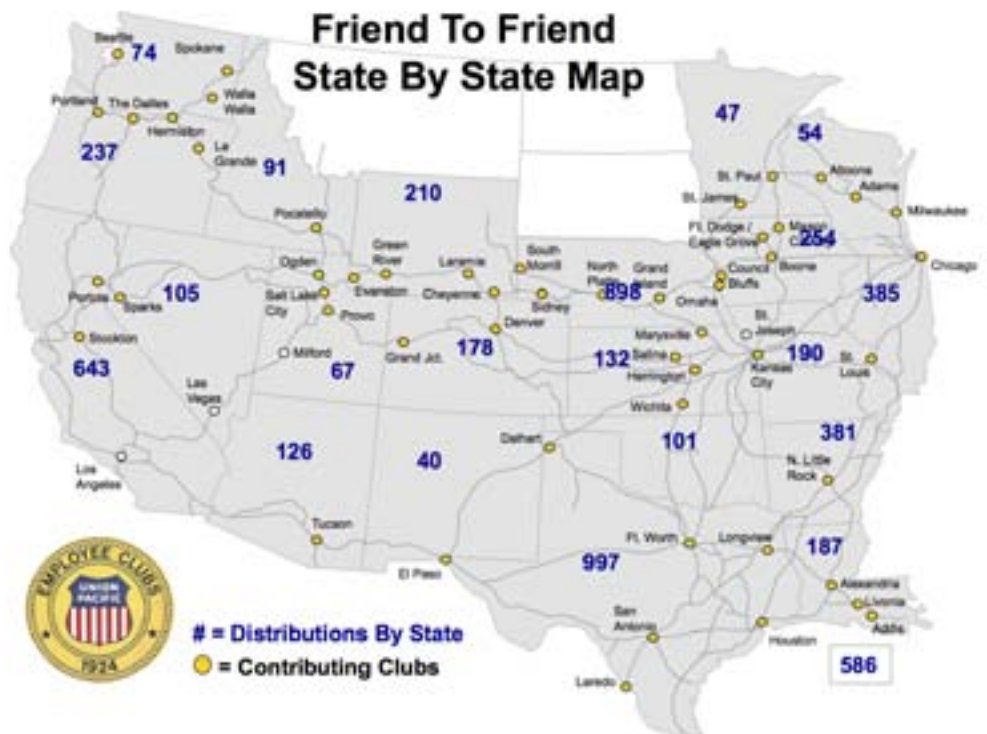 Friend To Friend
State By State Map
Seattle
74
Spokane
Portland
The Dalles
Walla
Walla
Hermiston
237
La
Grande
91
47
54
St. Paul
Altoona
Adams
St. James
Milwaukee
210
Pocatello
Ft. Dodge /
Eagle Grove
Mason
254
Boone
Chicago
Ogden
Green
River
Laramie
South
Morrill
North
Grand
Council
Bluffs
Evanston
898
385
Portola
105
Sparks
Salt Lake
City
Cheyenne
Sidney
Omaha
Provo
Denver
Marysville
St.
Joseph
Stockton
Milford
Grand Jct.
178
132
Salina
190
St.
Louis
643
67
Herrington
Kansas
City
Las
Vegas
Wichita
Dalhart
101
381
126
40
Los
Angeles
N. Little
Rock
Tucson
Ft. Worth
Longview
187
El Paso
997
Alexandria
Livonia
Addis
San
Antonio
Houston
586
Laredo
EMPLOYEE CLUBS
UNION
PACIFIC
1924
# = Distributions By State
= Contributing Clubs